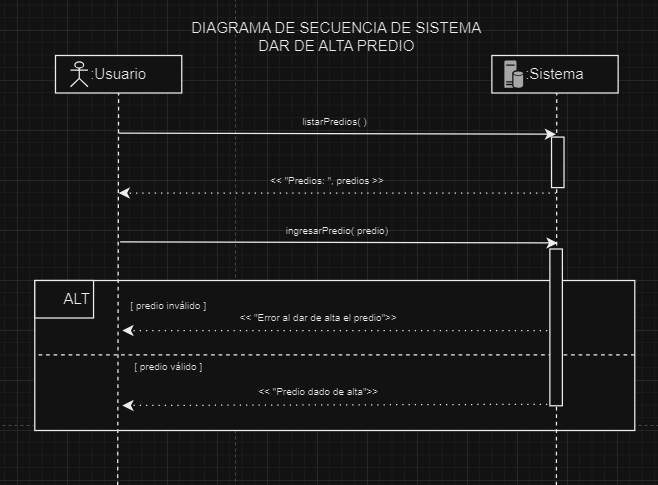 DIAGRAMA DE SECUENCIA DE SISTEMA
DAR DE ALTA PREDIO
:Usuario
:Sistema
listarPredios( )
<< "Predios: ", predios >>
ingresarPredio( predio)
ALT
[ predio inválido ]
<< "Error al dar de alta el predio">>
[ predio válido ]
<< "Predio dado de alta">>